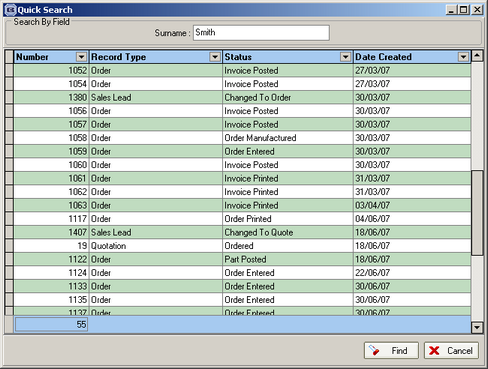 Quick Search
Search By Field
Surname : Smith
Number Record Type Status Date Created
1052 Order Invoice Posted 27/03/07
1054 Order Invoice Posted 27/03/07
1380 Sales Lead Changed To Order 30/03/07
1056 Order Invoice Posted 30/03/07
1057 Order Invoice Posted 30/03/07
1058 Order Order Manufactured 30/03/07
1059 Order Order Entered 30/03/07
1060 Order Invoice Posted 30/03/07
1061 Order Invoice Printed 31/03/07
1062 Order Invoice Printed 31/03/07
1063 Order Invoice Printed 03/04/07
1117 Order Order Printed 04/06/07
1407 Sales Lead Changed To Quote 18/06/07
19 Quotation Ordered 18/06/07
1122 Order Part Posted 18/06/07
1124 Order Order Entered 22/06/07
1133 Order Order Entered 30/06/07
1135 Order Order Entered 30/06/07
1137 Order Order Entered 30/06/07
55
Find Cancel